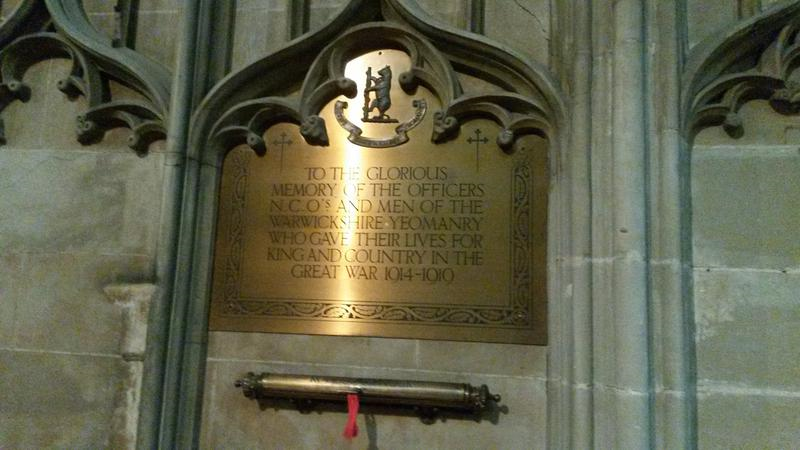 TO THE GLORIOUS
MEMORY OF THE OFFICERS
N.C.O'S AND MEN OF THE
WARWICKSHIRE YEOMANRY
WHO GAVE THEIR LIVES FOR
KING AND COUNTRY IN THE
GREAT WAR 1914-1919